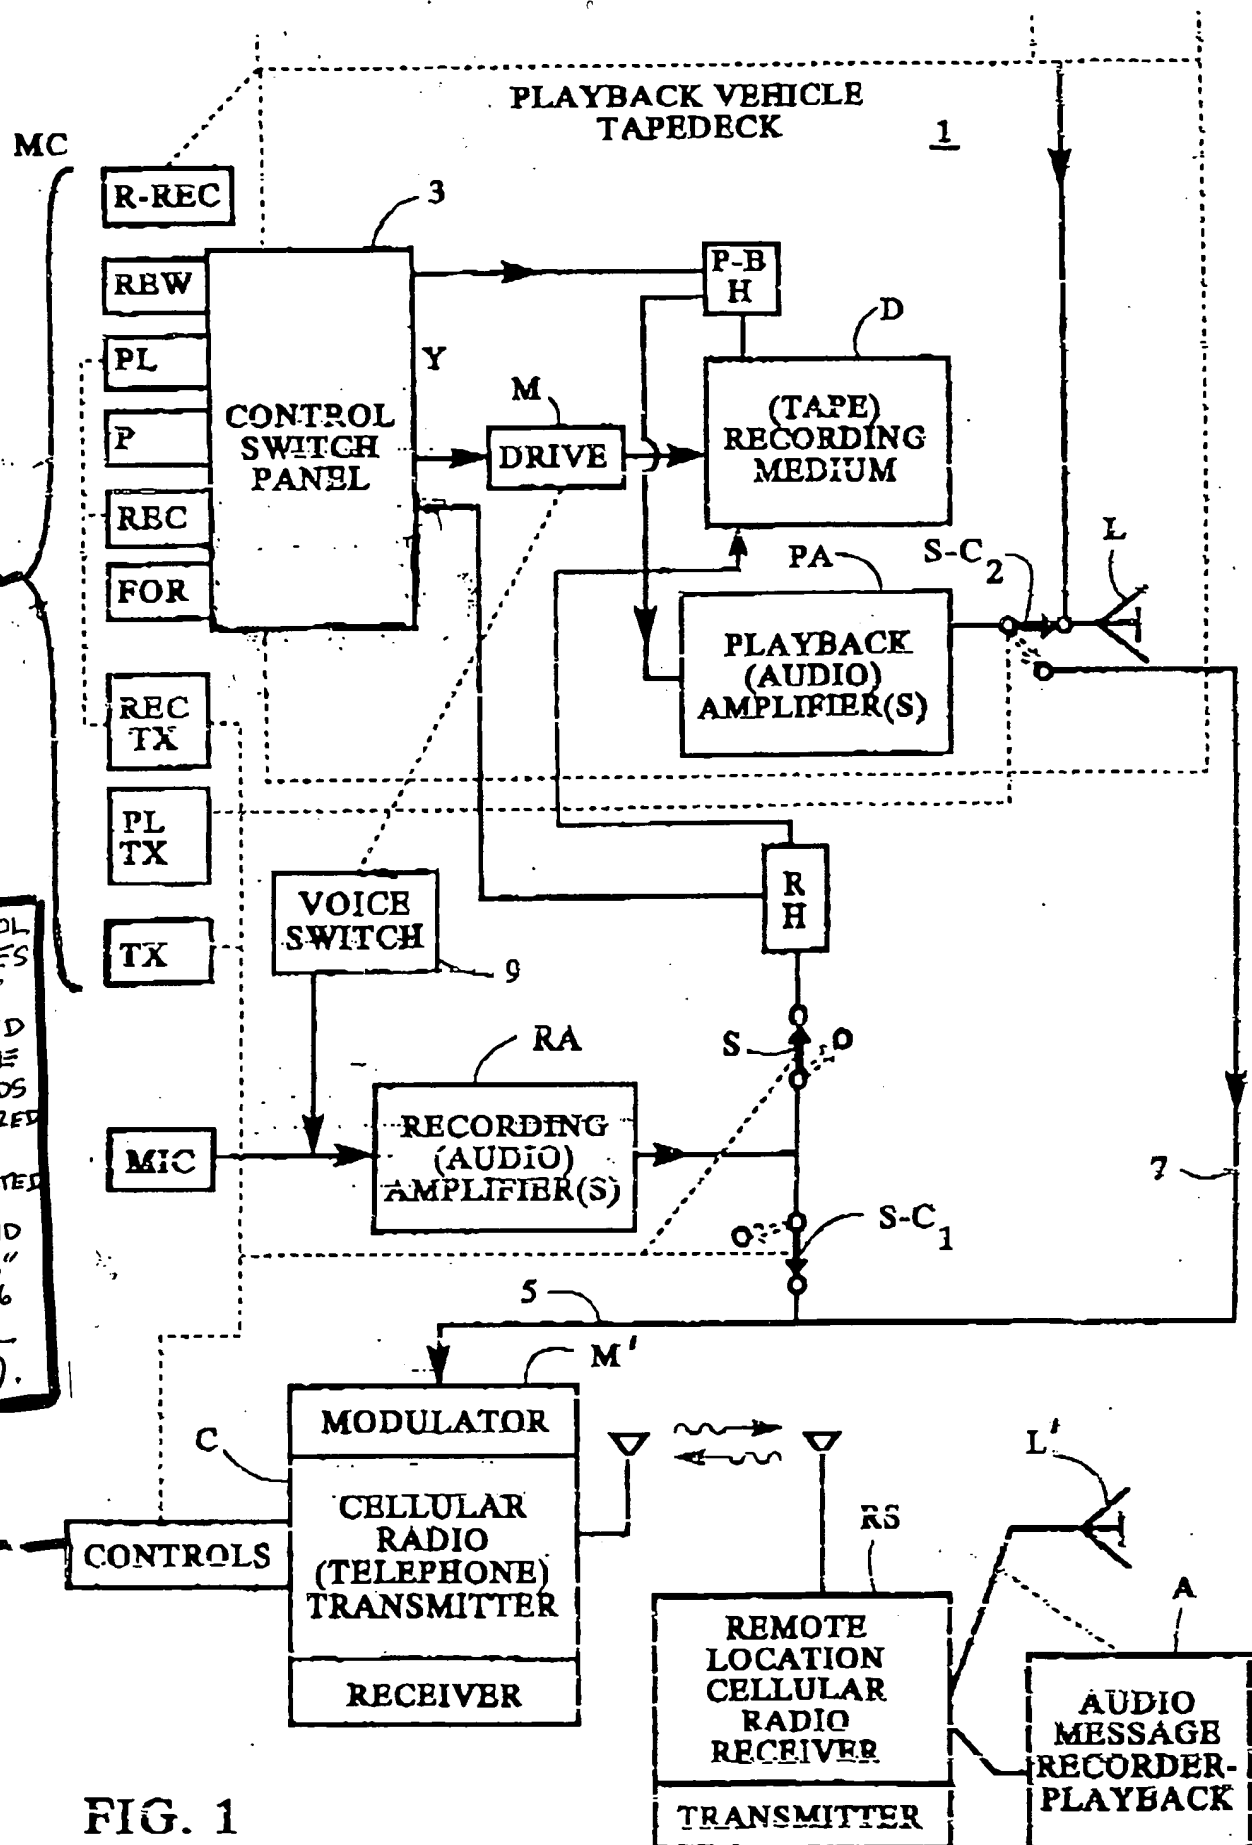 PLAYBACK VEHICLE
TAPEDECK
1
MC
R-REC
3
REW
PL
P
REC
FOR
CONTROL
SWITCH
PANEL
Y
P-B
H
D
M
DRIVE
(TAPE)
RECORDING
MEDIUM
L
S-C2
PA
PLAYBACK
(AUDIO)
AMPLIFIER(S)
REC
TX
PL
TX
TX
VOICE
SWITCH
9
R
H
S
RA
MIC
RECORDING
(AUDIO)
AMPLIFIER(S)
7
S-C1
5
M'
MODULATOR
C
CELLULAR
RADIO
(TELEPHONE)
TRANSMITTER
CONTROLS
RECEIVER
L'
RS
REMOTE
LOCATION
CELLULAR
RADIO
RECEIVER
TRANSMITTER
A
AUDIO
MESSAGE
RECORDER-
PLAYBACK
FIG. 1